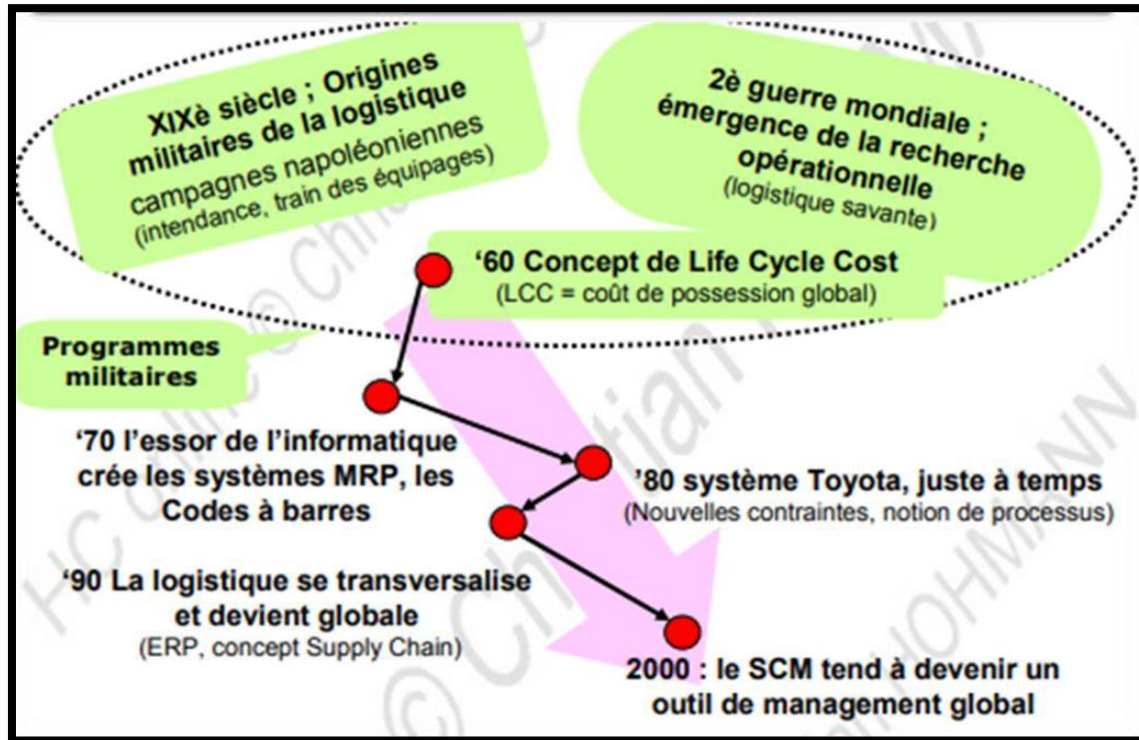 XIXè siècle ; Origines
militaires de la logistique
campagnes napoléoniennes
(intendance, train des équipages)
2è guerre mondiale ;
émergence de la recherche
opérationnelle
(logistique savante)
‘60 Concept de Life Cycle Cost
(LCC = coût de possession global)
Programmes
militaires
‘70 l’essor de l’informatique
crée les systèmes MRP, les
Codes à barres
’80 système Toyota, juste à temps
(Nouvelles contraintes, notion de processus)
‘90 La logistique se transversalise
et devient globale
(ERP, concept Supply Chain)
2000 : le SCM tend à devenir un
outil de management global
HC online ©
© Christian
HOHMANN